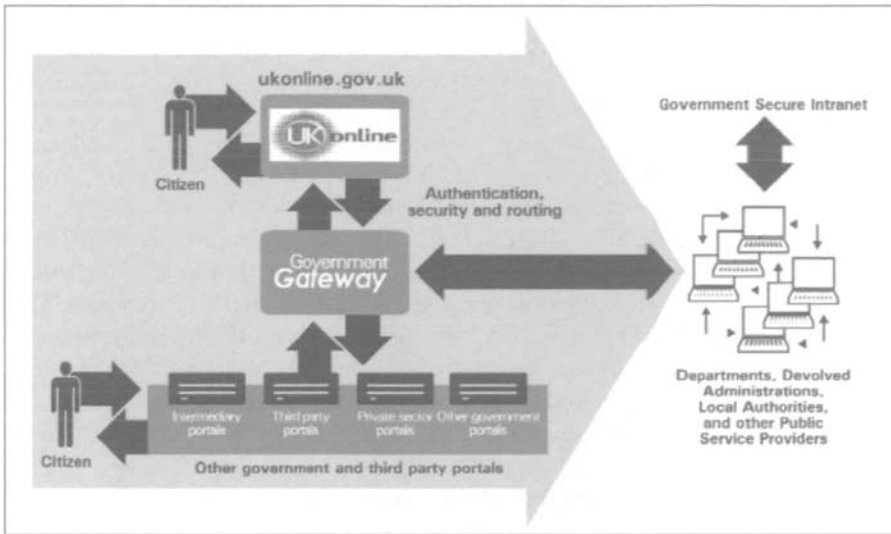 ukonline.gov.uk
UK online
Citizen
Authentication,
security and routing
Government
Gateway
Government Secure Intranet
Departments, Devolved
Administrations,
Local Authorities,
and other Public
Service Providers
Intermediary
portals
Third party
portals
Private sector
portals
Other government
portals
Citizen
Other government and third party portals